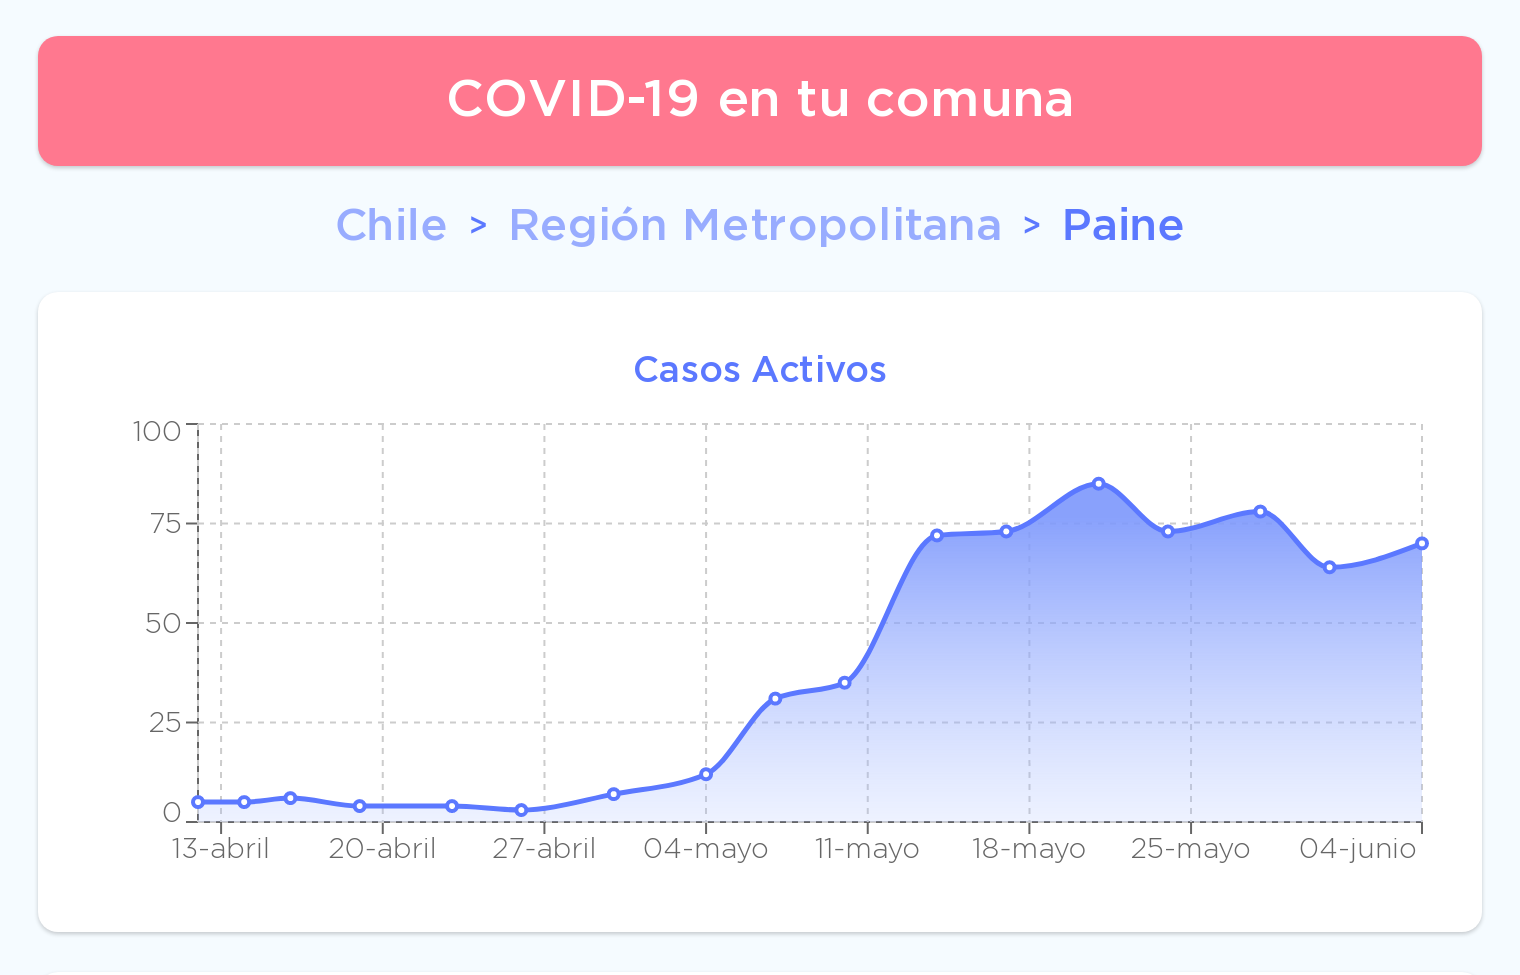 COVID-19 en tu comuna
Chile > Región Metropolitana > Paine
Casos Activos
100
75
50
25
0
13-abril 20-abril 27-abril 04-mayo 11-mayo 18-mayo 25-mayo 04-junio